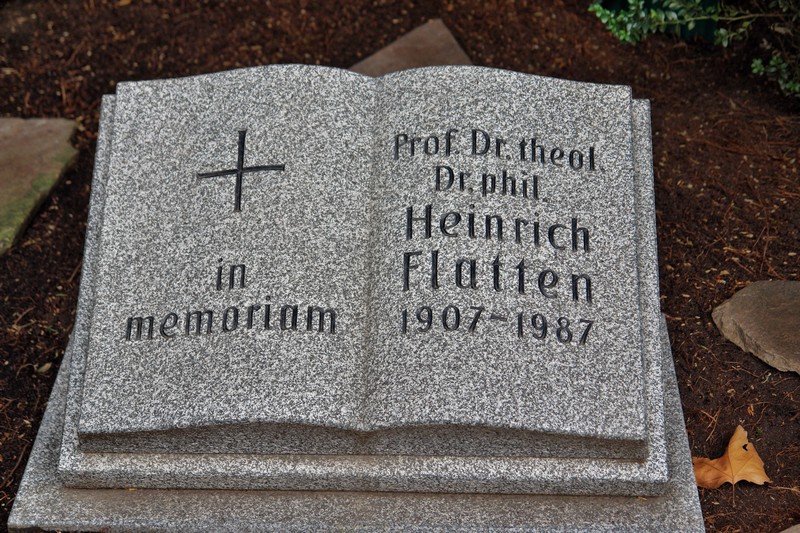 in
memoriam
Prof. Dr. theol.
Dr. phil.
Heinrich
Flatten
1907-1987